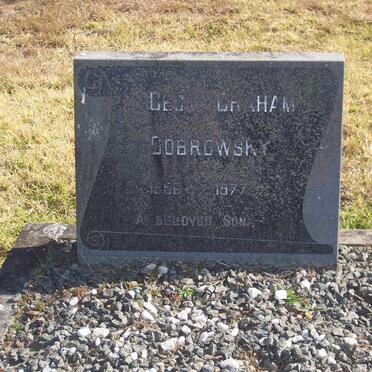 GRAHAM
DOBROWSKY
1977
A BELOVED SON